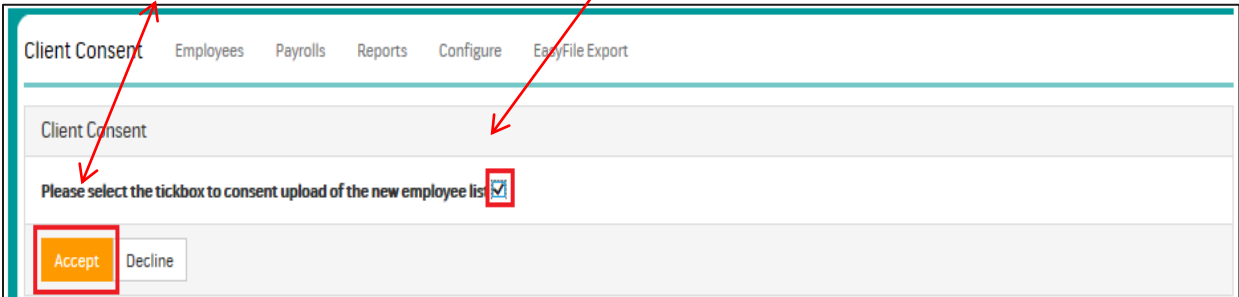 Client Consent Employees Payrolls Reports Configure EasyFile Export
Client Consent
Please select the tickbox to consent upload of the new employee list
Accept Decline